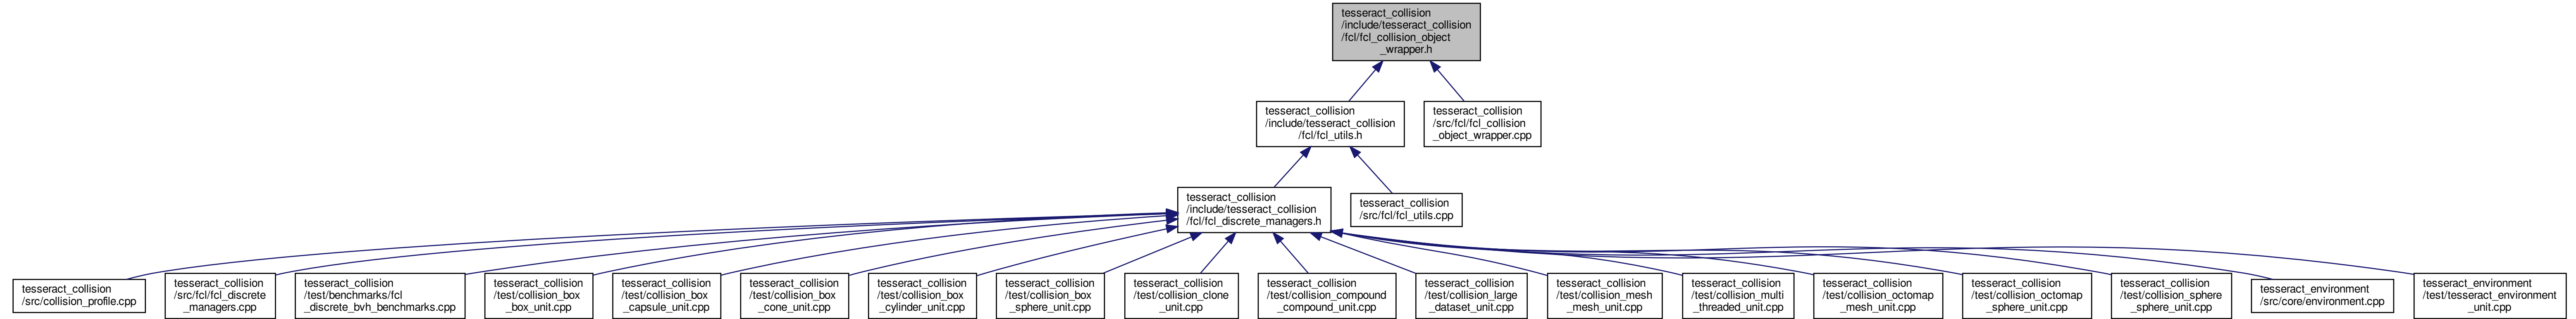 tesseract_collision
/include/tesseract_collision
/fcl/fcl_collision_object
_wrapper.h
tesseract_collision
/include/tesseract_collision
/fcl/fcl_utils.h
tesseract_collision
/src/fcl/fcl_collision
_object_wrapper.cpp
tesseract_collision
/include/tesseract_collision
/fcl/fcl_discrete_managers.h
tesseract_collision
/src/fcl/fcl_utils.cpp
tesseract_collision
/src/collision_profile.cpp
tesseract_collision
/src/fcl/fcl_discrete
_managers.cpp
tesseract_collision
/test/benchmarks/fcl
_discrete_bvh_benchmarks.cpp
tesseract_collision
/test/collision_box
_box_unit.cpp
tesseract_collision
/test/collision_box
_capsule_unit.cpp
tesseract_collision
/test/collision_box
_cone_unit.cpp
tesseract_collision
/test/collision_box
_cylinder_unit.cpp
tesseract_collision
/test/collision_box
_sphere_unit.cpp
tesseract_collision
/test/collision_clone
_unit.cpp
tesseract_collision
/test/collision_compound
_compound_unit.cpp
tesseract_collision
/test/collision_large
_dataset_unit.cpp
tesseract_collision
/test/collision_mesh
_mesh_unit.cpp
tesseract_collision
/test/collision_multi
_threaded_unit.cpp
tesseract_collision
/test/collision_octomap
_mesh_unit.cpp
tesseract_collision
/test/collision_octomap
_sphere_unit.cpp
tesseract_collision
/test/collision_sphere
_sphere_unit.cpp
tesseract_environment
/src/core/environment.cpp
tesseract_environment
/test/tesseract_environment
_unit.cpp